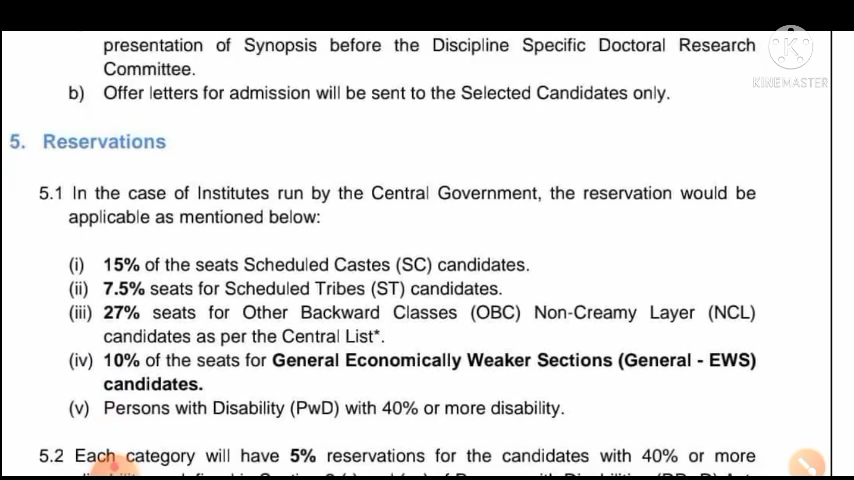 presentation of Synopsis before the Discipline Specific Doctoral Research
Committee.
b) Offer letters for admission will be sent to the Selected Candidates only.
KINEMASTER
5. Reservations
5.1 In the case of Institutes run by the Central Government, the reservation would be
applicable as mentioned below:
(i) 15% of the seats Scheduled Castes (SC) candidates.
(ii) 7.5% seats for Scheduled Tribes (ST) candidates.
(iii) 27% seats for Other Backward Classes (OBC) Non-Creamy Layer (NCL)
candidates as per the Central List*.
(iv) 10% of the seats for General Economically Weaker Sections (General - EWS)
candidates.
(v) Persons with Disability (PwD) with 40% or more disability.
5.2 Each category will have 5% reservations for the candidates with 40% or more